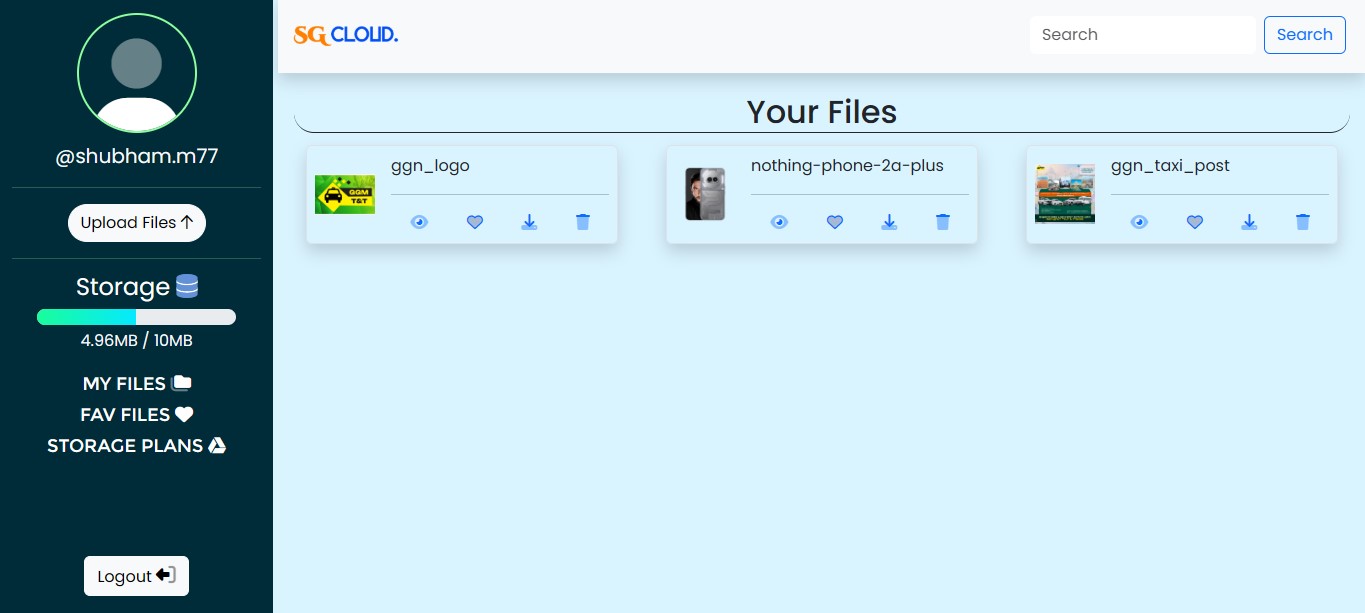 @shubham.m77
Upload Files
Storage
4.96MB / 10MB
MY FILES
FAV FILES
STORAGE PLANS
Logout
SG CLOUD.
Search
Search
Your Files
ggn_logo
GGM
T&T
nothing-phone-2a-plus
ggn_taxi_post